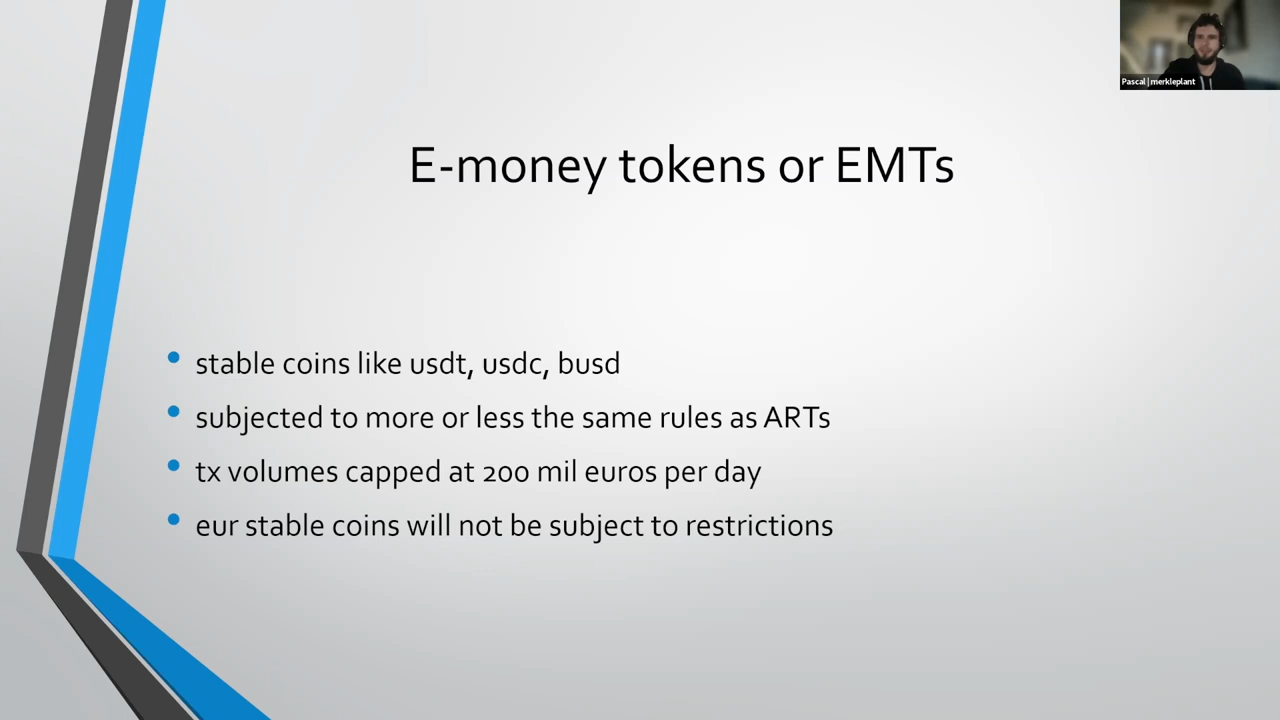 Pascal | merkleplant
E-money tokens or EMTs
stable coins like usdt, usdc, busd
subjected to more or less the same rules as ARTs
tx volumes capped at 200 mil euros per day
eur stable coins will not be subject to restrictions